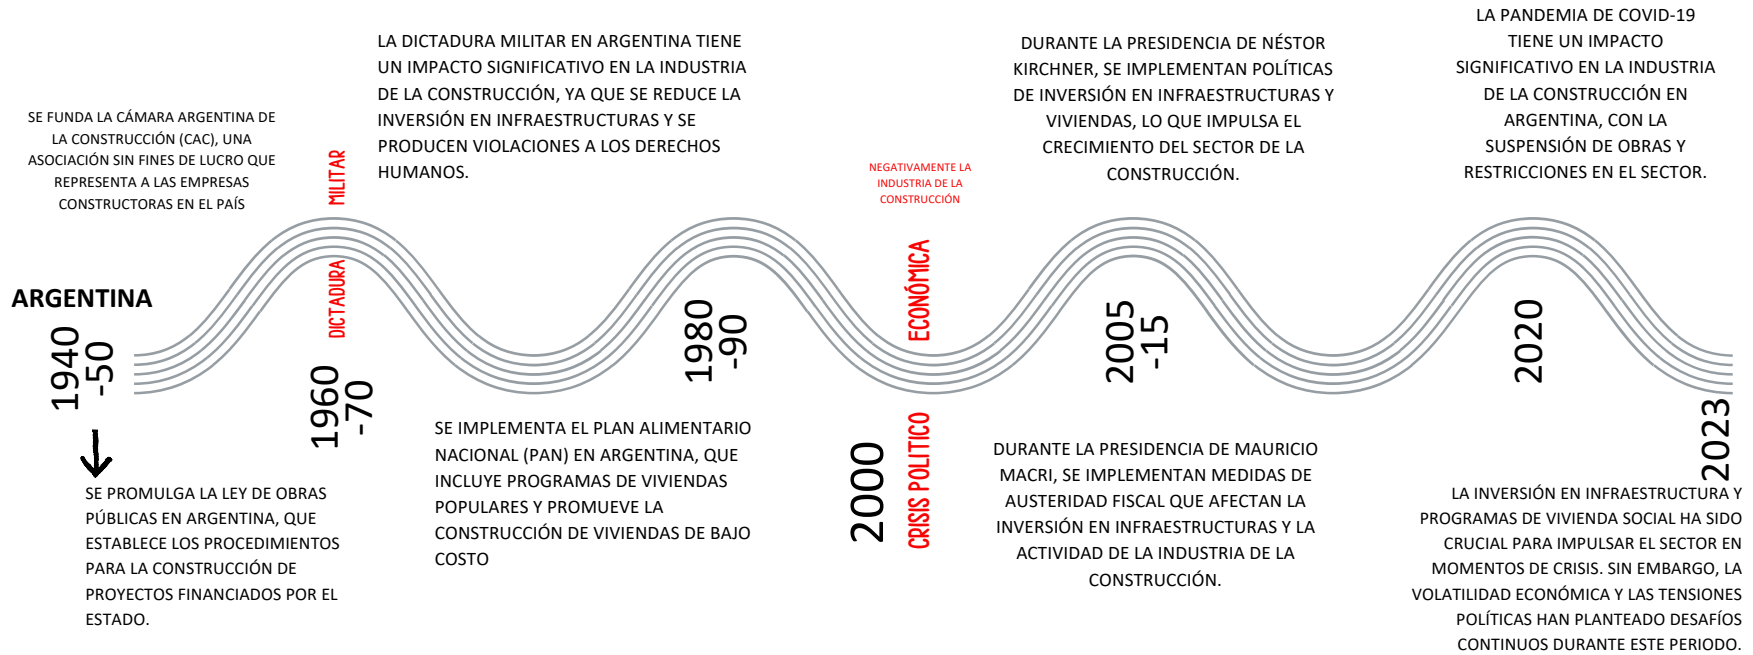 ARGENTINA
SE FUNDA LA CÁMARA ARGENTINA DE
LA CONSTRUCCIÓN (CAC), UNA
ASOCIACIÓN SIN FINES DE LUCRO QUE
REPRESENTA A LAS EMPRESAS
CONSTRUCTORAS EN EL PAÍS
1940
-50
SE PROMULGA LA LEY DE OBRAS
PÚBLICAS EN ARGENTINA, QUE
ESTABLECE LOS PROCEDIMIENTOS
PARA LA CONSTRUCCIÓN DE
PROYECTOS FINANCIADOS POR EL
ESTADO.
DICTADURA MILITAR
1960
-70
LA DICTADURA MILITAR EN ARGENTINA TIENE
UN IMPACTO SIGNIFICATIVO EN LA INDUSTRIA
DE LA CONSTRUCCIÓN, YA QUE SE REDUCE LA
INVERSIÓN EN INFRAESTRUCTURAS Y SE
PRODUCEN VIOLACIONES A LOS DERECHOS
HUMANOS.
1980
-90
SE IMPLEMENTA EL PLAN ALIMENTARIO
NACIONAL (PAN) EN ARGENTINA, QUE
INCLUYE PROGRAMAS DE VIVIENDAS
POPULARES Y PROMUEVE LA
CONSTRUCCIÓN DE VIVIENDAS DE BAJO
COSTO
2000
CRISIS POLITICO ECONÓMICA
NEGATIVAMENTE LA
INDUSTRIA DE LA
CONSTRUCCIÓN
DURANTE LA PRESIDENCIA DE NÉSTOR
KIRCHNER, SE IMPLEMENTAN POLÍTICAS
DE INVERSIÓN EN INFRAESTRUCTURAS Y
VIVIENDAS, LO QUE IMPULSA EL
CRECIMIENTO DEL SECTOR DE LA
CONSTRUCCIÓN.
2005
-15
DURANTE LA PRESIDENCIA DE MAURICIO
MACRI, SE IMPLEMENTAN MEDIDAS DE
AUSTERIDAD FISCAL QUE AFECTAN LA
INVERSIÓN EN INFRAESTRUCTURAS Y LA
ACTIVIDAD DE LA INDUSTRIA DE LA
CONSTRUCCIÓN.
LA PANDEMIA DE COVID-19
TIENE UN IMPACTO
SIGNIFICATIVO EN LA INDUSTRIA
DE LA CONSTRUCCIÓN EN
ARGENTINA, CON LA
SUSPENSIÓN DE OBRAS Y
RESTRICCIONES EN EL SECTOR.
2020
2023
LA INVERSIÓN EN INFRAESTRUCTURA Y
PROGRAMAS DE VIVIENDA SOCIAL HA SIDO
CRUCIAL PARA IMPULSAR EL SECTOR EN
MOMENTOS DE CRISIS. SIN EMBARGO, LA
VOLATILIDAD ECONÓMICA Y LAS TENSIONES
POLÍTICAS HAN PLANTEADO DESAFÍOS
CONTINUOS DURANTE ESTE PERIODO.